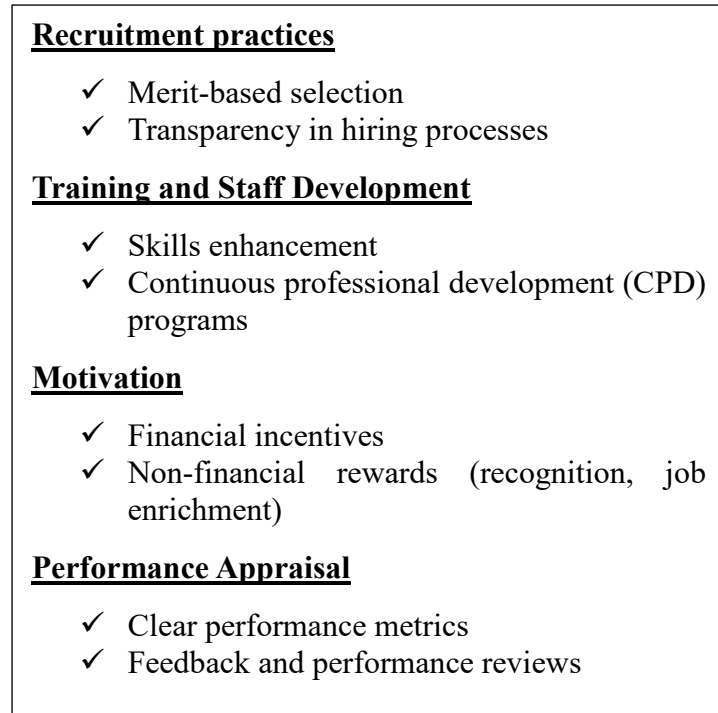 Recruitment practices
✓ Merit-based selection
✓ Transparency in hiring processes
Training and Staff Development
✓ Skills enhancement
✓ Continuous professional development (CPD)
programs
Motivation
✓ Financial incentives
✓ Non-financial rewards (recognition, job
enrichment)
Performance Appraisal
✓ Clear performance metrics
✓ Feedback and performance reviews